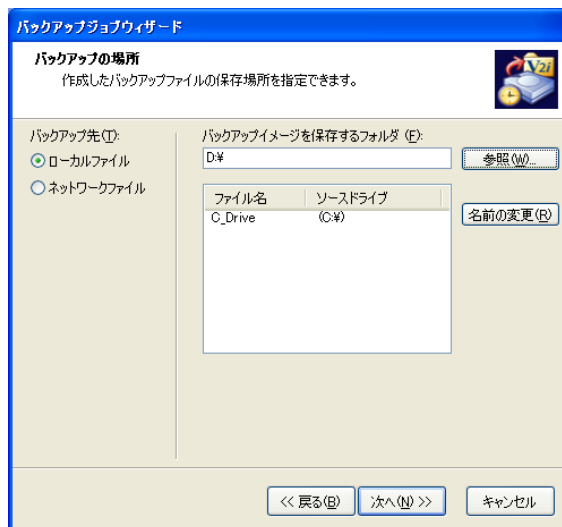 バックアップジョブウィザード
バックアップの場所
作成したバックアップファイルの保存場所を指定できます。
V2i
バックアップ先(T):
ローカルファイル
ネットワークファイル
バックアップイメージを保存するフォルダ (F):
D:¥
参照(W)...
ファイル名 ソースドライブ
C_Drive (C:¥)
名前の変更(R)
<< 戻る(B)
次へ(N) >>
キャンセル